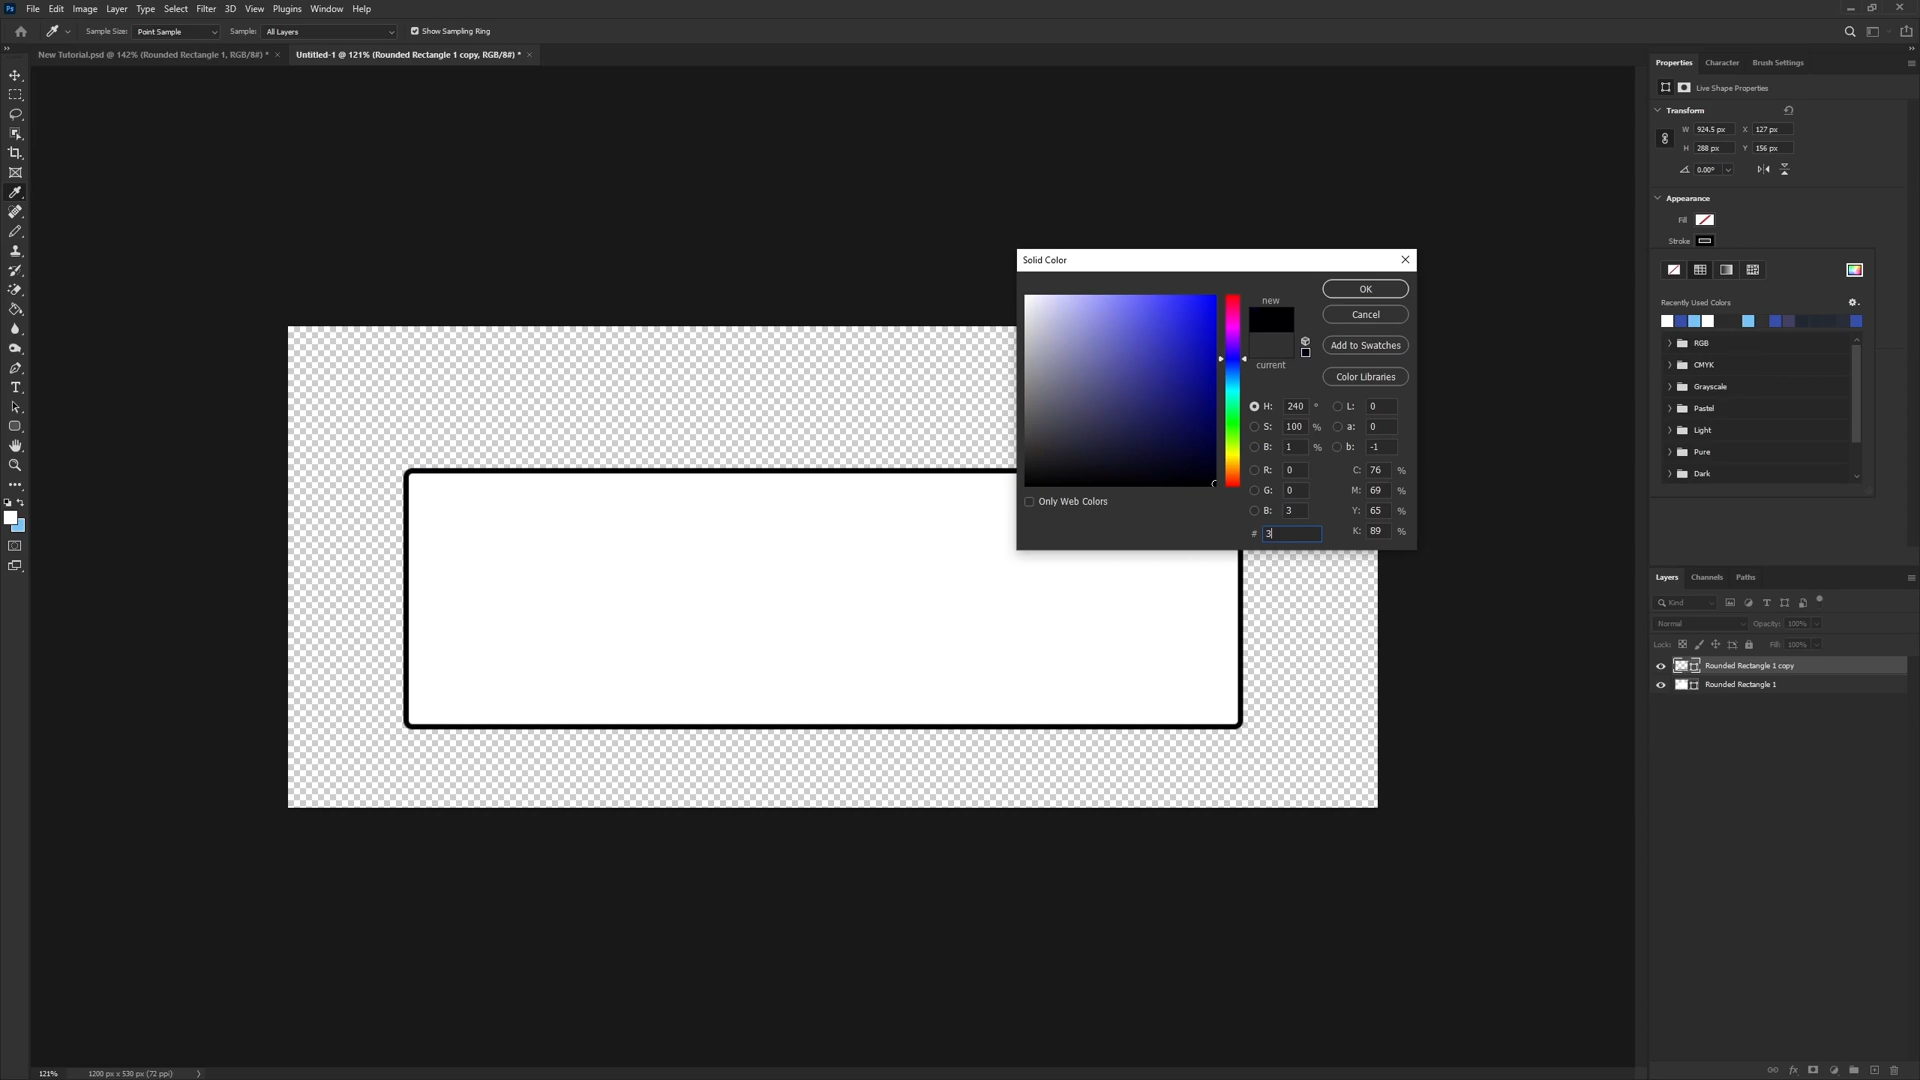 Ps File Edit Image Layer Type Select Filter 3D View Plugins Window Help
Sample Size: Point Sample Sample: All Layers Show Sampling Ring
New Tutorial.psd @ 142% (Rounded Rectangle 1, RGB/8#) * × Untitled-1 @ 121% (Rounded Rectangle 1 copy, RGB/8#) * ×
Properties Character Brush Settings
Live Shape Properties
Transform
W 924.5 px X 127 px
H 288 px Y 156 px
0.00°
Appearance
Fill
Stroke
Recently Used Colors
RGB
CMYK
Grayscale
Pastel
Light
Pure
Dark
Solid Color
new
current
OK
Cancel
Add to Swatches
Color Libraries
H: 240 ° L: 0
S: 100 % a: 0
B: 1 % b: -1
R: 0 C: 76 %
G: 0 M: 69 %
B: 3 Y: 65 %
# 3 K: 89 %
Only Web Colors
Layers Channels Paths
Kind
Normal Opacity: 100%
Lock: Fill: 100%
Rounded Rectangle 1 copy
Rounded Rectangle 1
121% 1200 px x 530 px (72 ppi)